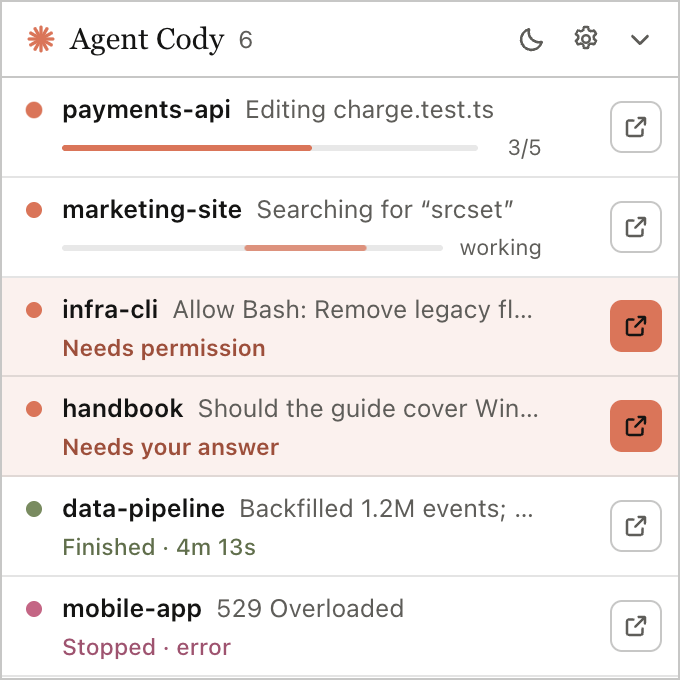 Agent Cody 6
payments-api Editing charge.test.ts
3/5
marketing-site Searching for “srcset”
working
infra-cli Allow Bash: Remove legacy fl...
Needs permission
handbook Should the guide cover Win...
Needs your answer
data-pipeline Backfilled 1.2M events; ...
Finished · 4m 13s
mobile-app 529 Overloaded
Stopped · error